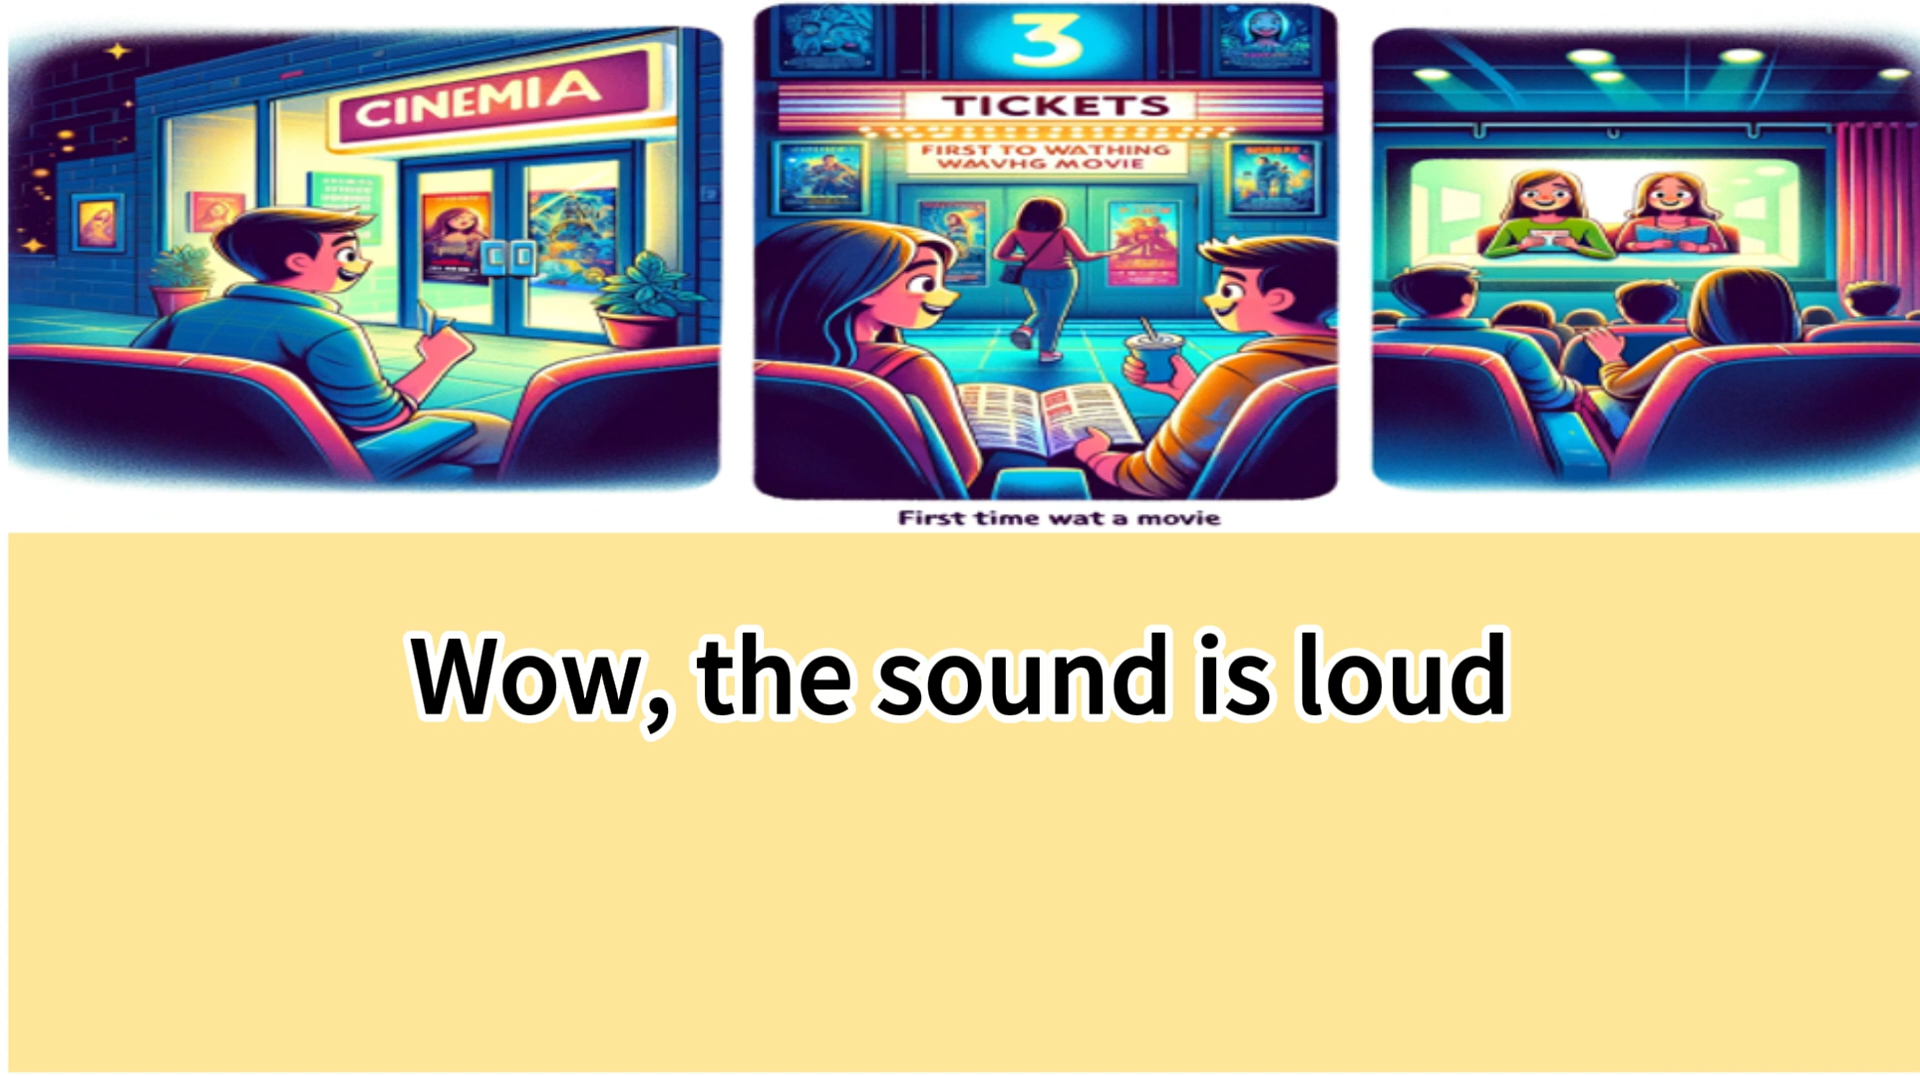 CINEMIA
3
TICKETS
FIRST TO WATHING
WMVHG MOVIE
First time wat a movie
Wow, the sound is loud